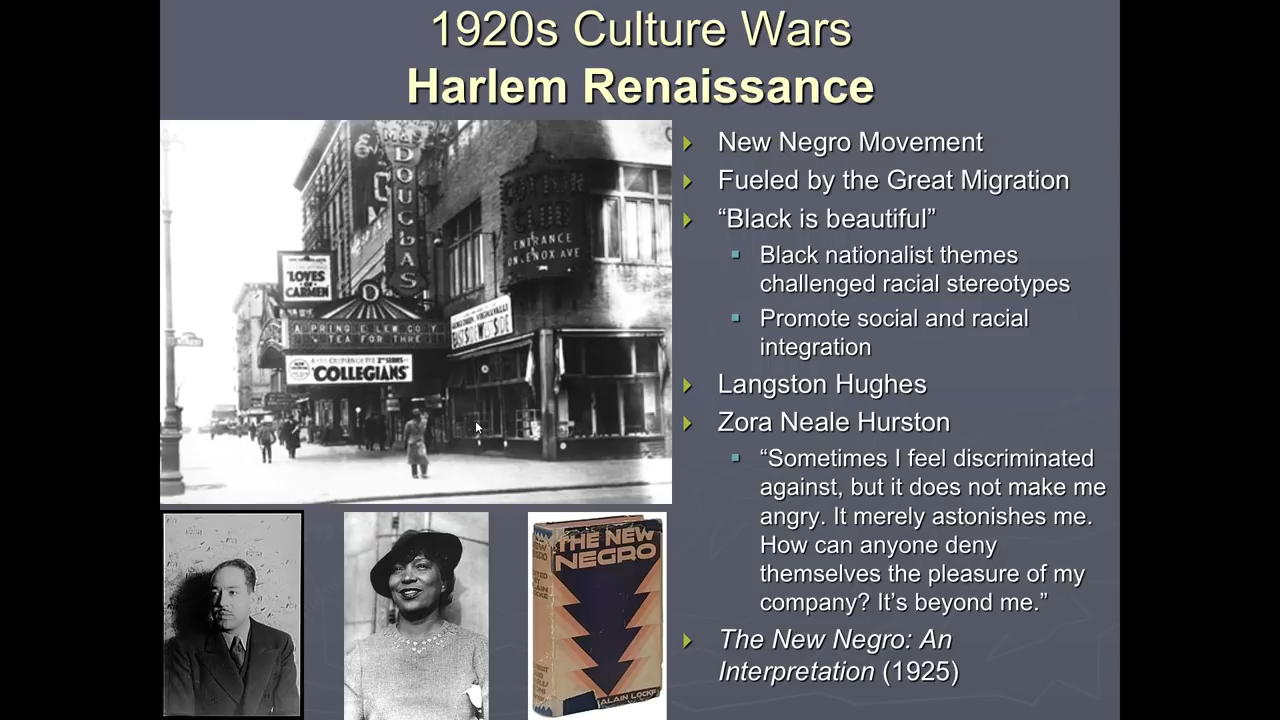 1920s Culture Wars
Harlem Renaissance
DOUGLAS
COTTON
CLUB
ENTRANCE
ON LENOX AVE
"LOVES
OF
CARMEN
D
TEA FOR THREE
"COLLEGIANS"
THE NEW
NEGRO
ALAIN LOCKE
New Negro Movement
Fueled by the Great Migration
“Black is beautiful”
Black nationalist themes
challenged racial stereotypes
Promote social and racial
integration
Langston Hughes
Zora Neale Hurston
“Sometimes I feel discriminated
against, but it does not make me
angry. It merely astonishes me.
How can anyone deny
themselves the pleasure of my
company? It’s beyond me.”
The New Negro: An
Interpretation (1925)